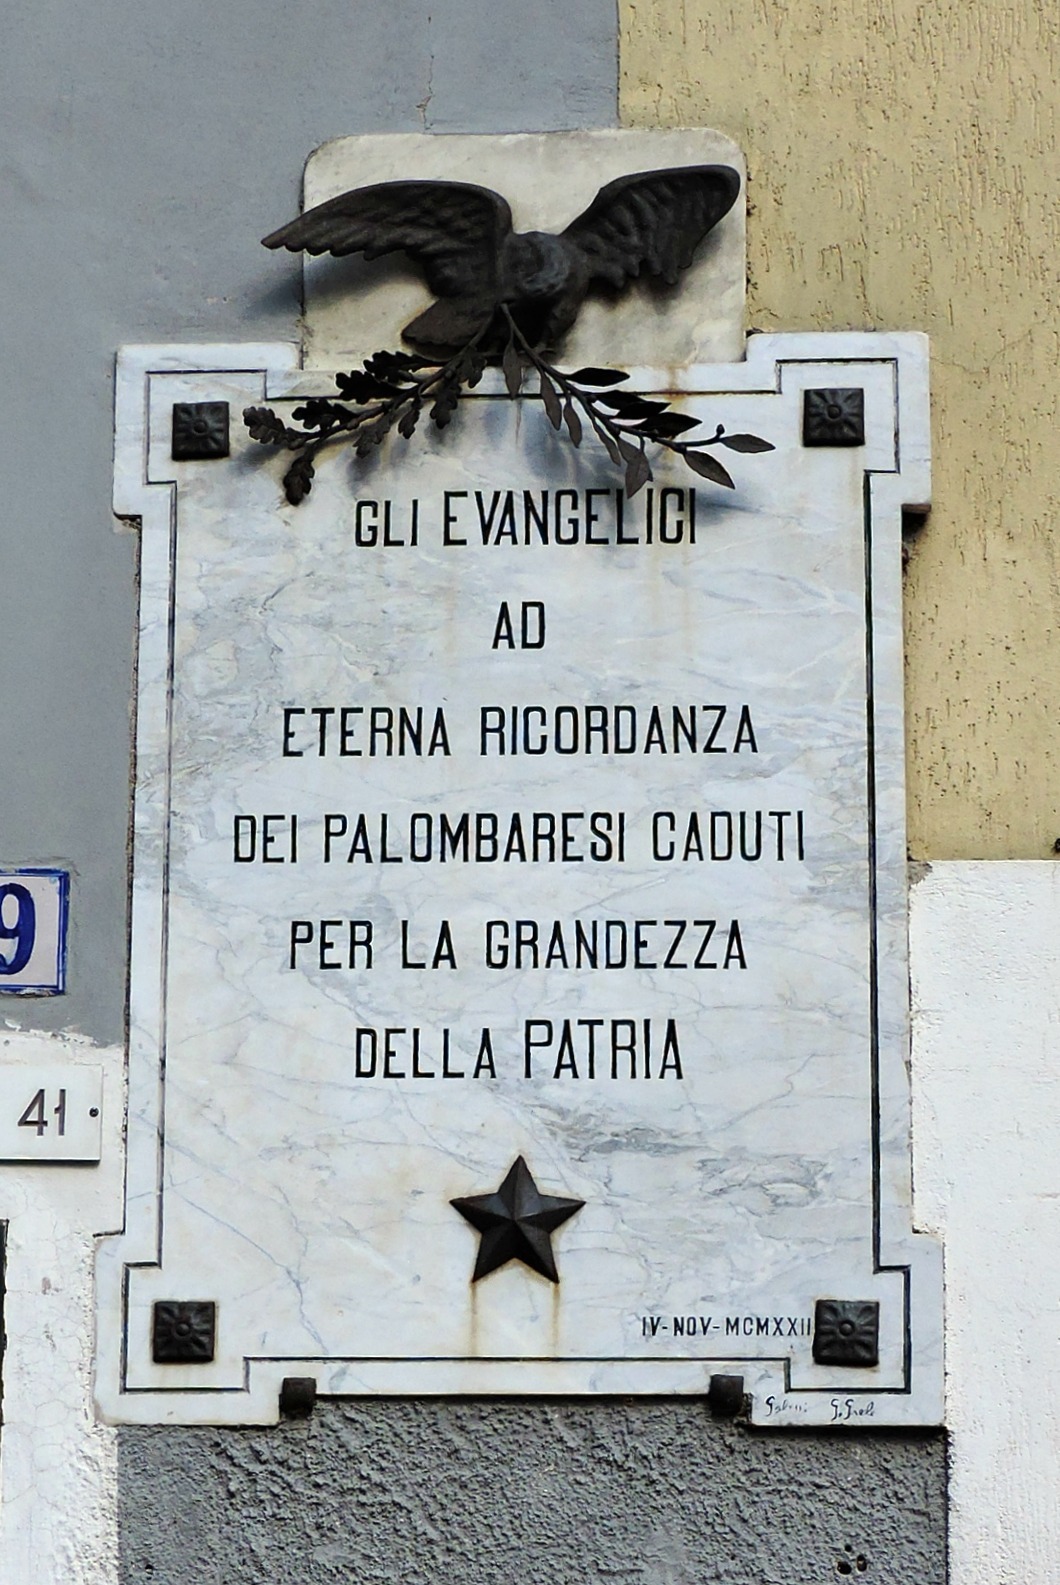 GLI EVANGELICI
AD
ETERNA RICORDANZA
DEI PALOMBARESI CADUTI
PER LA GRANDEZZA
DELLA PATRIA
9
41
IV-NOV-MCMXXII